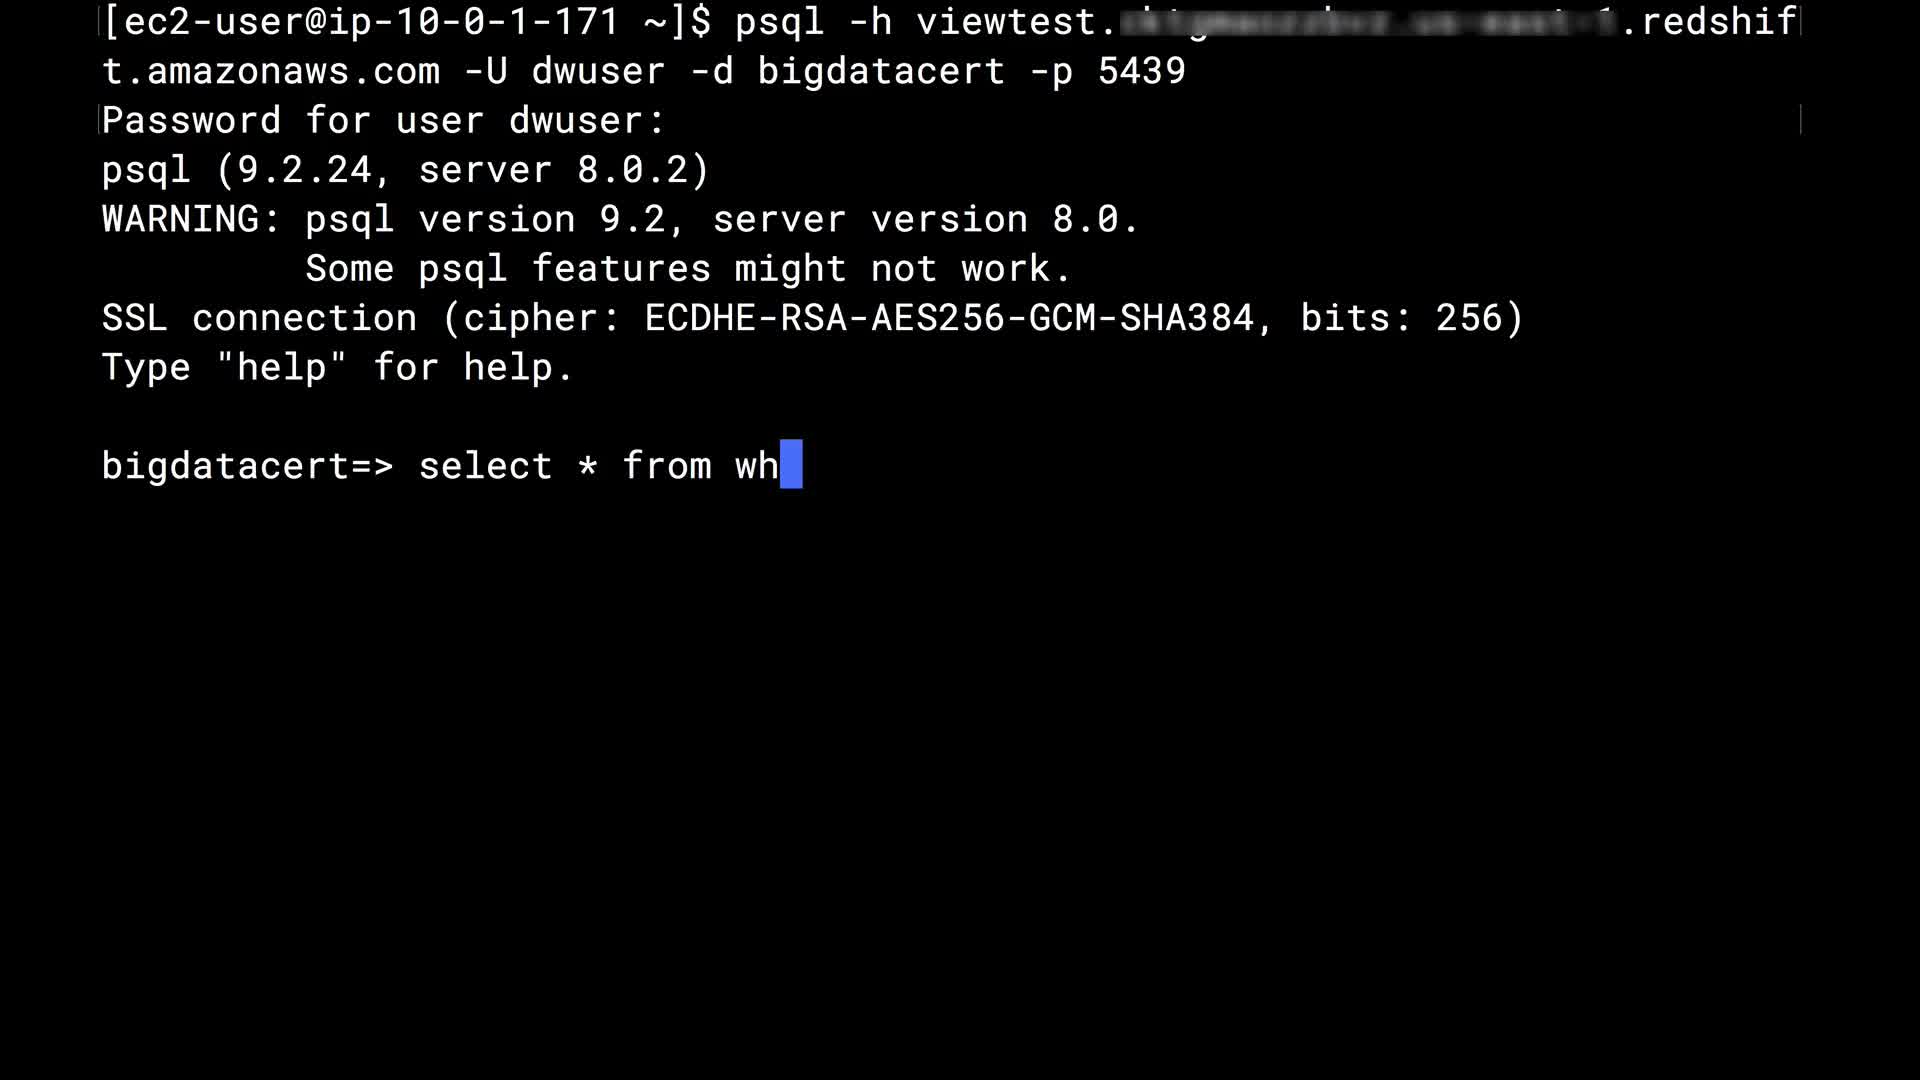 [ec2-user@ip-10-0-1-171 ~]$ psql -h viewtest. .redshif
t.amazonaws.com -U dwuser -d bigdatacert -p 5439
Password for user dwuser:
psql (9.2.24, server 8.0.2)
WARNING: psql version 9.2, server version 8.0.
Some psql features might not work.
SSL connection (cipher: ECDHE-RSA-AES256-GCM-SHA384, bits: 256)
Type "help" for help.
bigdatacert=> select * from wh